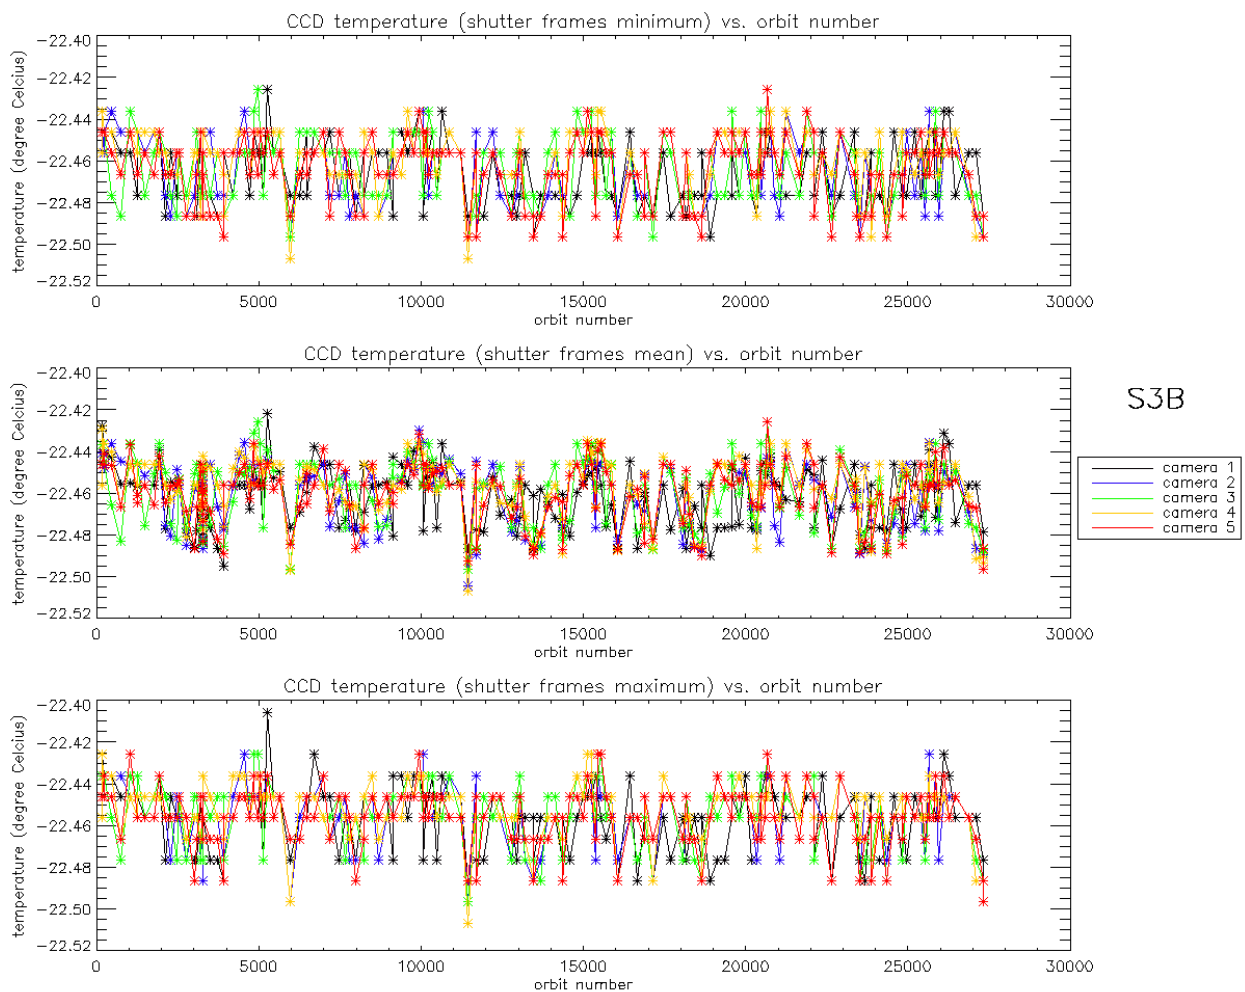 CCD temperature (shutter frames minimum) vs. orbit number
temperature (degree Celcius)
-22.40
-22.42
-22.44
-22.46
-22.48
-22.50
-22.52
0 5000 10000 15000 20000 25000 30000
orbit number
CCD temperature (shutter frames mean) vs. orbit number
temperature (degree Celcius)
-22.40
-22.42
-22.44
-22.46
-22.48
-22.50
-22.52
0 5000 10000 15000 20000 25000 30000
orbit number
S3B
camera 1
camera 2
camera 3
camera 4
camera 5
CCD temperature (shutter frames maximum) vs. orbit number
temperature (degree Celcius)
-22.40
-22.42
-22.44
-22.46
-22.48
-22.50
-22.52
0 5000 10000 15000 20000 25000 30000
orbit number